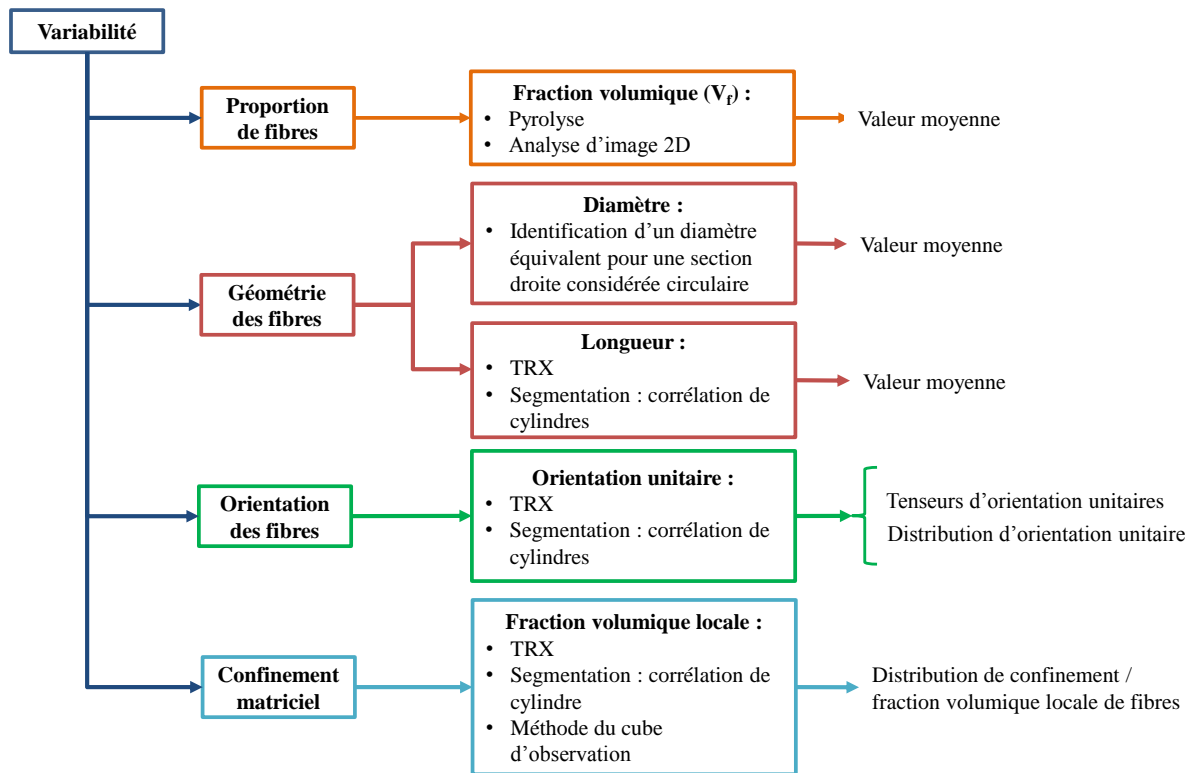 Variabilité
Proportion
de fibres
Fraction volumique (Vf) :
• Pyrolyse
• Analyse d'image 2D
Valeur moyenne
Géométrie
des fibres
Diamètre :
• Identification d'un diamètre
équivalent pour une section
droite considérée circulaire
Valeur moyenne
Longueur :
• TRX
• Segmentation : corrélation de
cylindres
Valeur moyenne
Orientation
des fibres
Orientation unitaire :
• TRX
• Segmentation : corrélation de
cylindres
Tenseurs d'orientation unitaires
Distribution d'orientation unitaire
Confinement
matriciel
Fraction volumique locale :
• TRX
• Segmentation : corrélation de
cylindre
• Méthode du cube
d'observation
Distribution de confinement /
fraction volumique locale de fibres